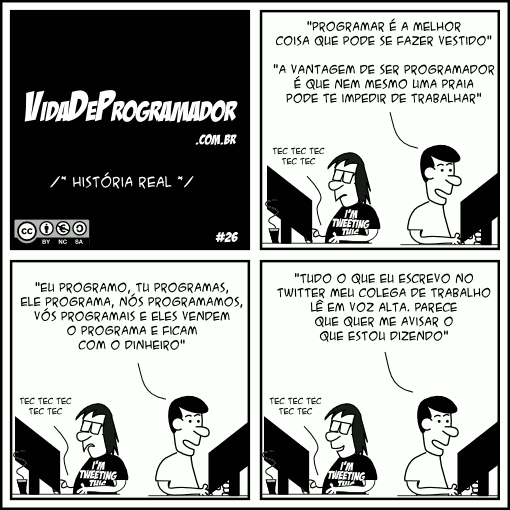 VidaDeProgramador
.com.br
/* HISTÓRIA REAL */
CC BY NC SA
#26
"PROGRAMAR É A MELHOR
COISA QUE PODE SE FAZER VESTIDO"
"A VANTAGEM DE SER PROGRAMADOR
É QUE NEM MESMO UMA PRAIA
PODE TE IMPEDIR DE TRABALHAR"
TEC TEC TEC
TEC TEC
I'M
TWEETING
THIS
"EU PROGRAMO, TU PROGRAMAS,
ELE PROGRAMA, NÓS PROGRAMAMOS,
VÓS PROGRAMAIS E ELES VENDEM
O PROGRAMA E FICAM
COM O DINHEIRO"
TEC TEC TEC
TEC TEC
I'M
TWEETING
THIS
"TUDO O QUE EU ESCREVO NO
TWITTER MEU COLEGA DE TRABALHO
LÊ EM VOZ ALTA. PARECE
QUE QUER ME AVISAR O
QUE ESTOU DIZENDO"
TEC TEC TEC
TEC TEC
I'M
TWEETING
THIS